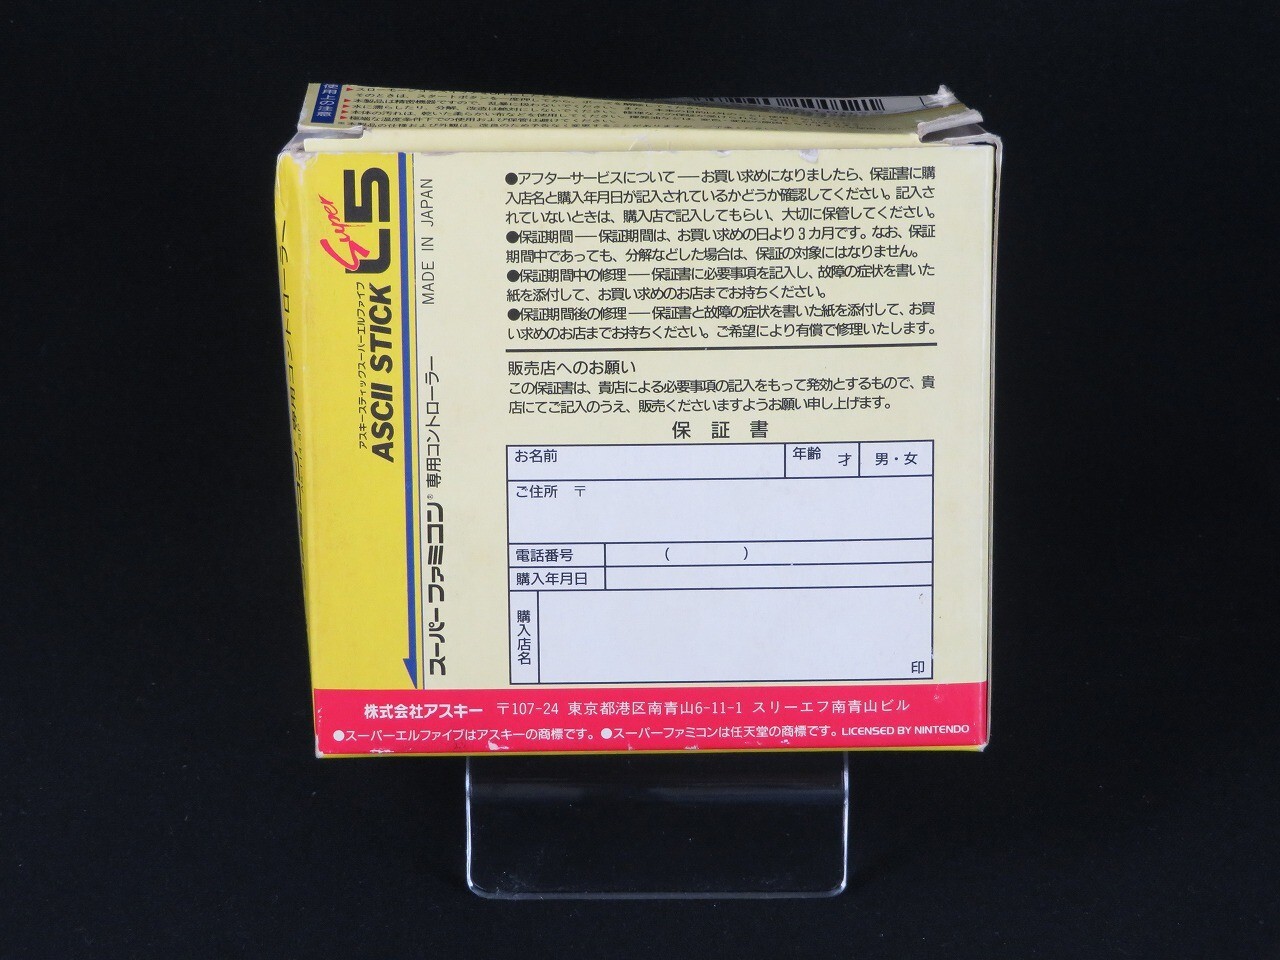 使用上の注意
ASCII STICK Super L5
アスキースティックスーパーエルファイブ
MADE IN JAPAN
スーパーファミコン®専用コントローラー
●アフターサービスについて──お買い求めになりましたら、保証書に購
入店名と購入年月日が記入されているかどうか確認してください。記入さ
れていないときは、購入店で記入してもらい、大切に保管してください。
●保証期間──保証期間は、お買い求めの日より3カ月です。なお、保証
期間中であっても、分解などした場合は、保証の対象にはなりません。
●保証期間中の修理──保証書に必要事項を記入し、故障の症状を書いた
紙を添付して、お買い求めのお店までお持ちください。
●保証期間後の修理──保証書と故障の症状を書いた紙を添付して、お買
い求めのお店までお持ちください。ご希望により有償で修理いたします。
販売店へのお願い
この保証書は、貴店による必要事項の記入をもって発効とするもので、貴
店にてご記入のうえ、販売くださいますようお願い申し上げます。
保 証 書
お名前 年齢 才 男・女
ご住所 〒
電話番号 ( )
購入年月日
購入店名 印
株式会社アスキー 〒107-24 東京都港区南青山6-11-1 スリーエフ南青山ビル
●スーパーエルファイブはアスキーの商標です。●スーパーファミコンは任天堂の商標です。LICENSED BY NINTENDO